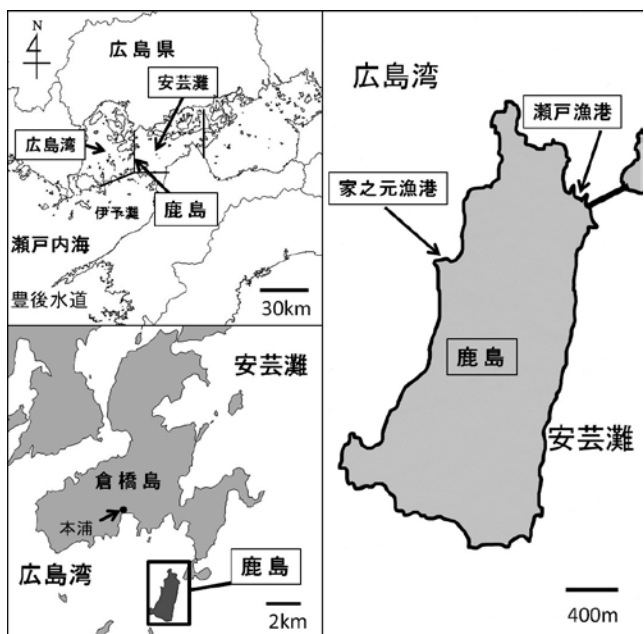 N
広島県
安芸灘
広島湾
鹿島
伊予灘
瀬戸内海
豊後水道
30km
安芸灘
倉橋島
本浦
広島湾
鹿島
2km
広島湾
瀬戸漁港
家之元漁港
鹿島
安芸灘
400m